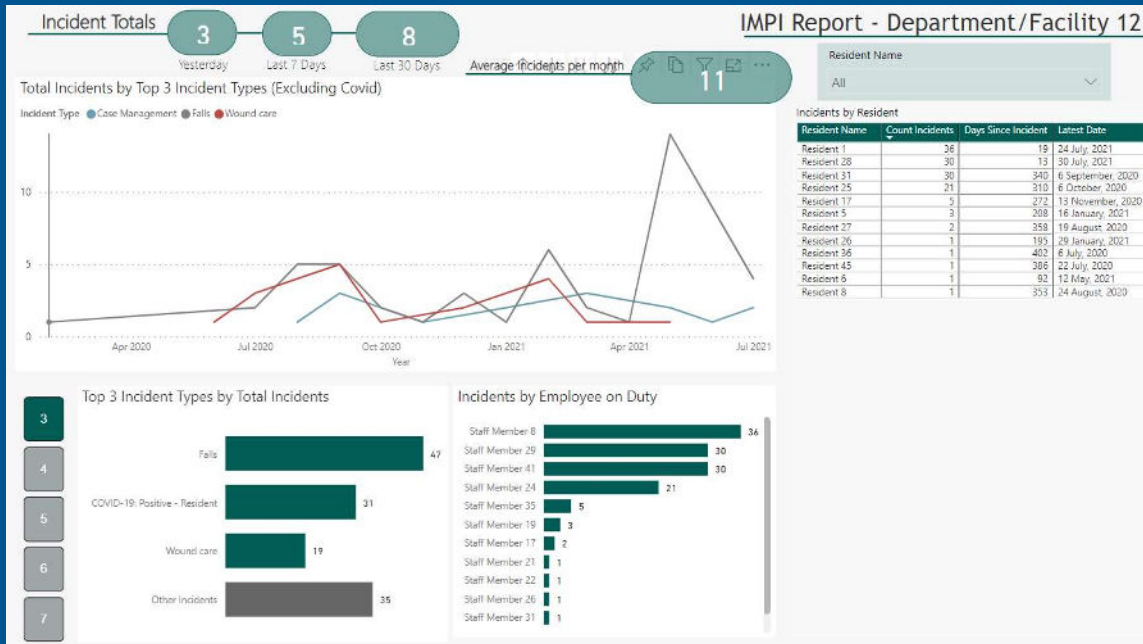 Incident Totals
3
5
8
Yesterday
Last 7 Days
Last 30 Days
Average Incidents per month
11
IMPI Report - Department/Facility 12
Resident Name
All
Total Incidents by Top 3 Incident Types (Excluding Covid)
Incident Type Case Management Falls Wound care
10
5
0
Apr 2020 Jul 2020 Oct 2020 Jan 2021 Apr 2021 Jul 2021
Year
Incidents by Resident
Resident Name Count Incidents Days Since Incident Latest Date
Resident 1 36 19 24 July, 2021
Resident 28 30 13 30 July, 2021
Resident 31 30 340 6 September, 2020
Resident 25 21 310 6 October, 2020
Resident 17 5 272 13 November, 2020
Resident 5 3 208 16 January, 2021
Resident 27 2 358 19 August, 2020
Resident 26 1 195 29 January, 2021
Resident 36 1 402 6 July, 2020
Resident 45 1 386 22 July, 2020
Resident 6 1 92 12 May, 2021
Resident 8 1 353 24 August, 2020
3
4
5
6
7
Top 3 Incident Types by Total Incidents
Falls 47
COVID-19: Positive - Resident 31
Wound care 19
Other Incidents 35
Incidents by Employee on Duty
Staff Member 8 36
Staff Member 29 30
Staff Member 41 30
Staff Member 24 21
Staff Member 35 5
Staff Member 19 3
Staff Member 17 2
Staff Member 21 1
Staff Member 22 1
Staff Member 26 1
Staff Member 31 1